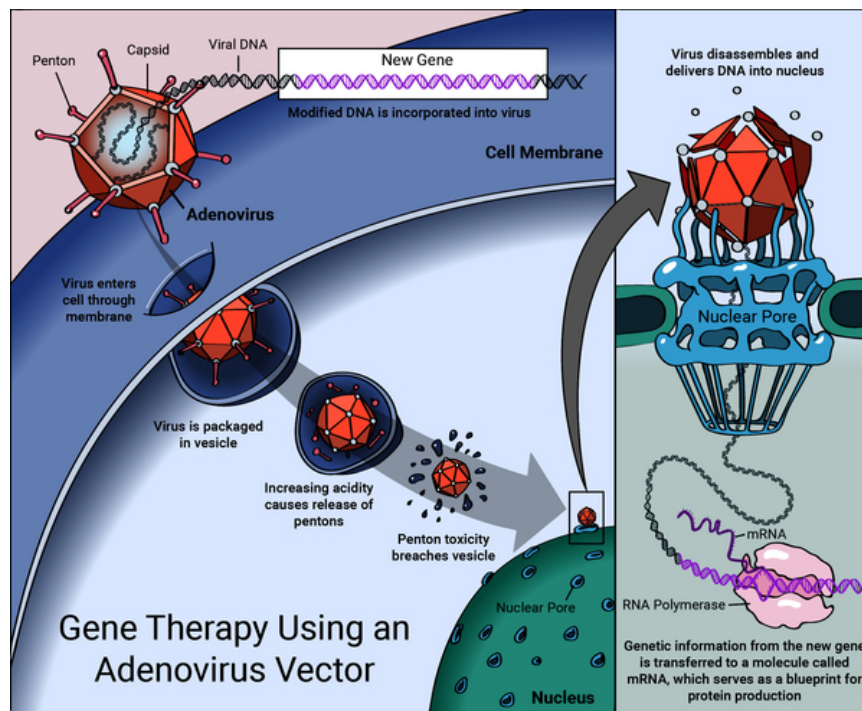 Capsid
Viral DNA
Penton
New Gene
Modified DNA is incorporated into virus
Cell Membrane
Adenovirus
Virus enters
cell through
membrane
Virus is packaged
in vesicle
Increasing acidity
causes release of
pentons
Penton toxicity
breaches vesicle
Nuclear Pore
Nucleus
Gene Therapy Using an
Adenovirus Vector
Virus disassembles and
delivers DNA into nucleus
Nuclear Pore
mRNA
RNA Polymerase
Genetic information from the new gene
is transferred to a molecule called
mRNA, which serves as a blueprint for
protein production